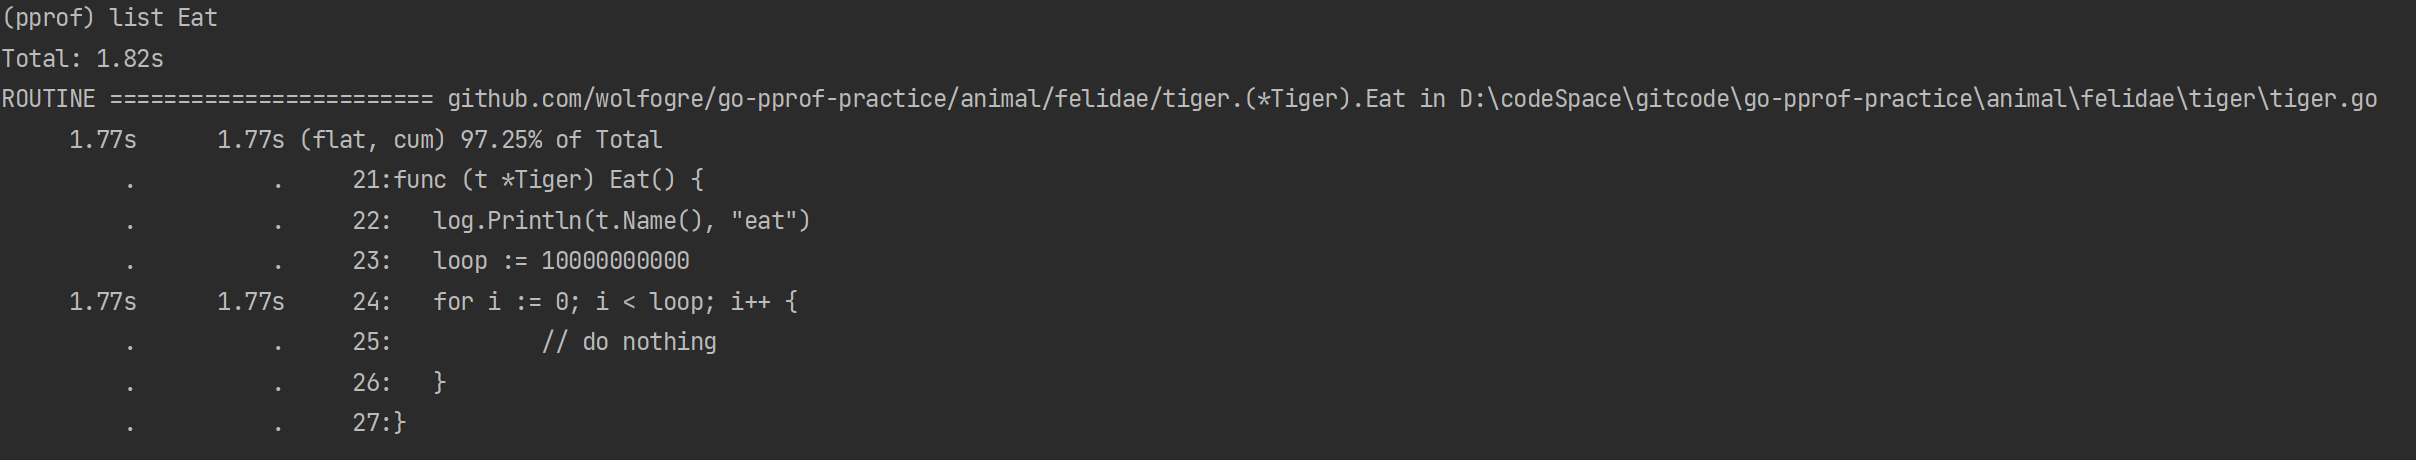 (pprof) list Eat
Total: 1.82s
ROUTINE ======================== github.com/wolfogre/go-pprof-practice/animal/felidae/tiger.(*Tiger).Eat in D:\codeSpace\gitcode\go-pprof-practice\animal\felidae\tiger\tiger.go
     1.77s      1.77s (flat, cum) 97.25% of Total
         .          .     21:func (t *Tiger) Eat() {
         .          .     22:   log.Println(t.Name(), "eat")
         .          .     23:   loop := 10000000000
     1.77s      1.77s     24:   for i := 0; i < loop; i++ {
         .          .     25:           // do nothing
         .          .     26:   }
         .          .     27:}